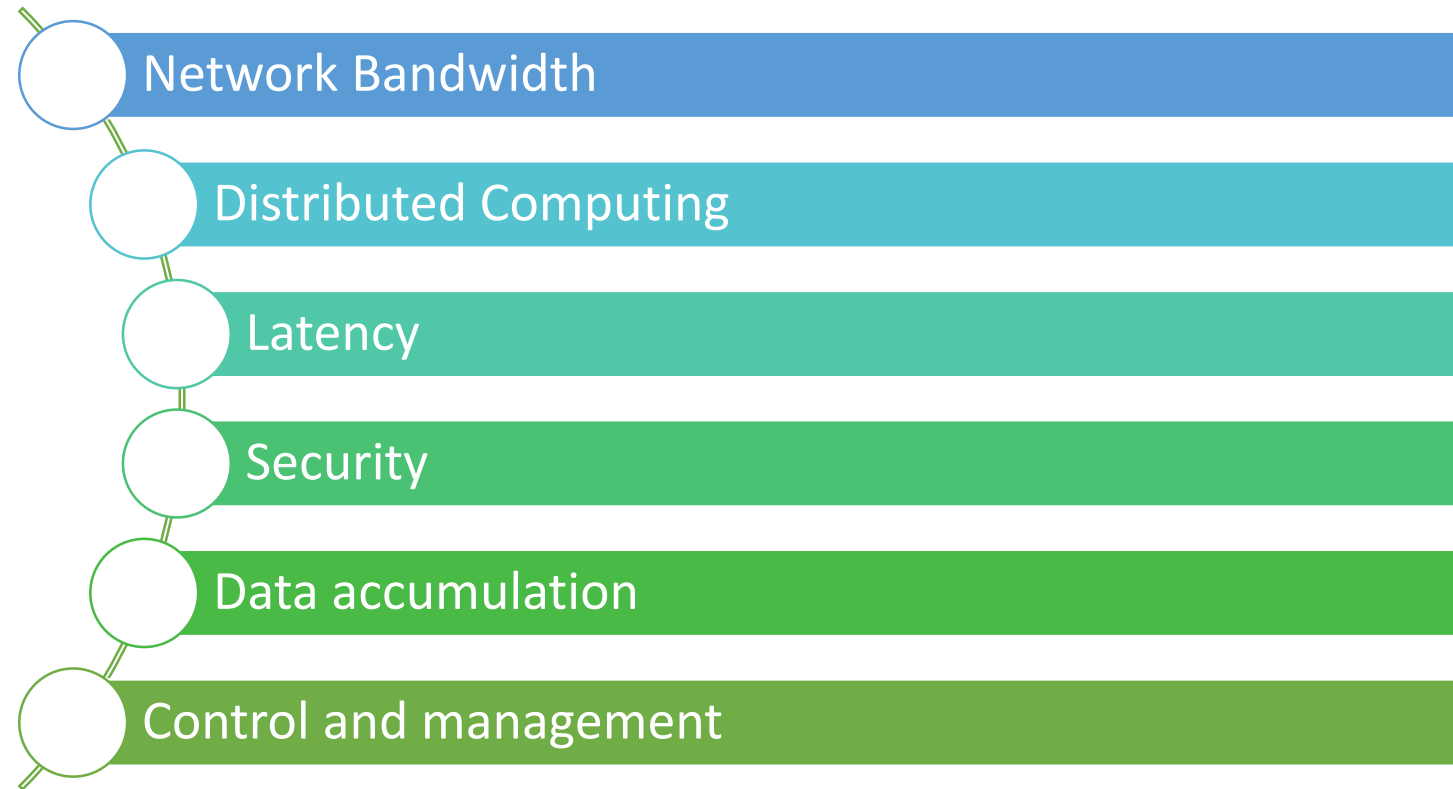 Network Bandwidth
Distributed Computing
Latency
Security
Data accumulation
Control and management